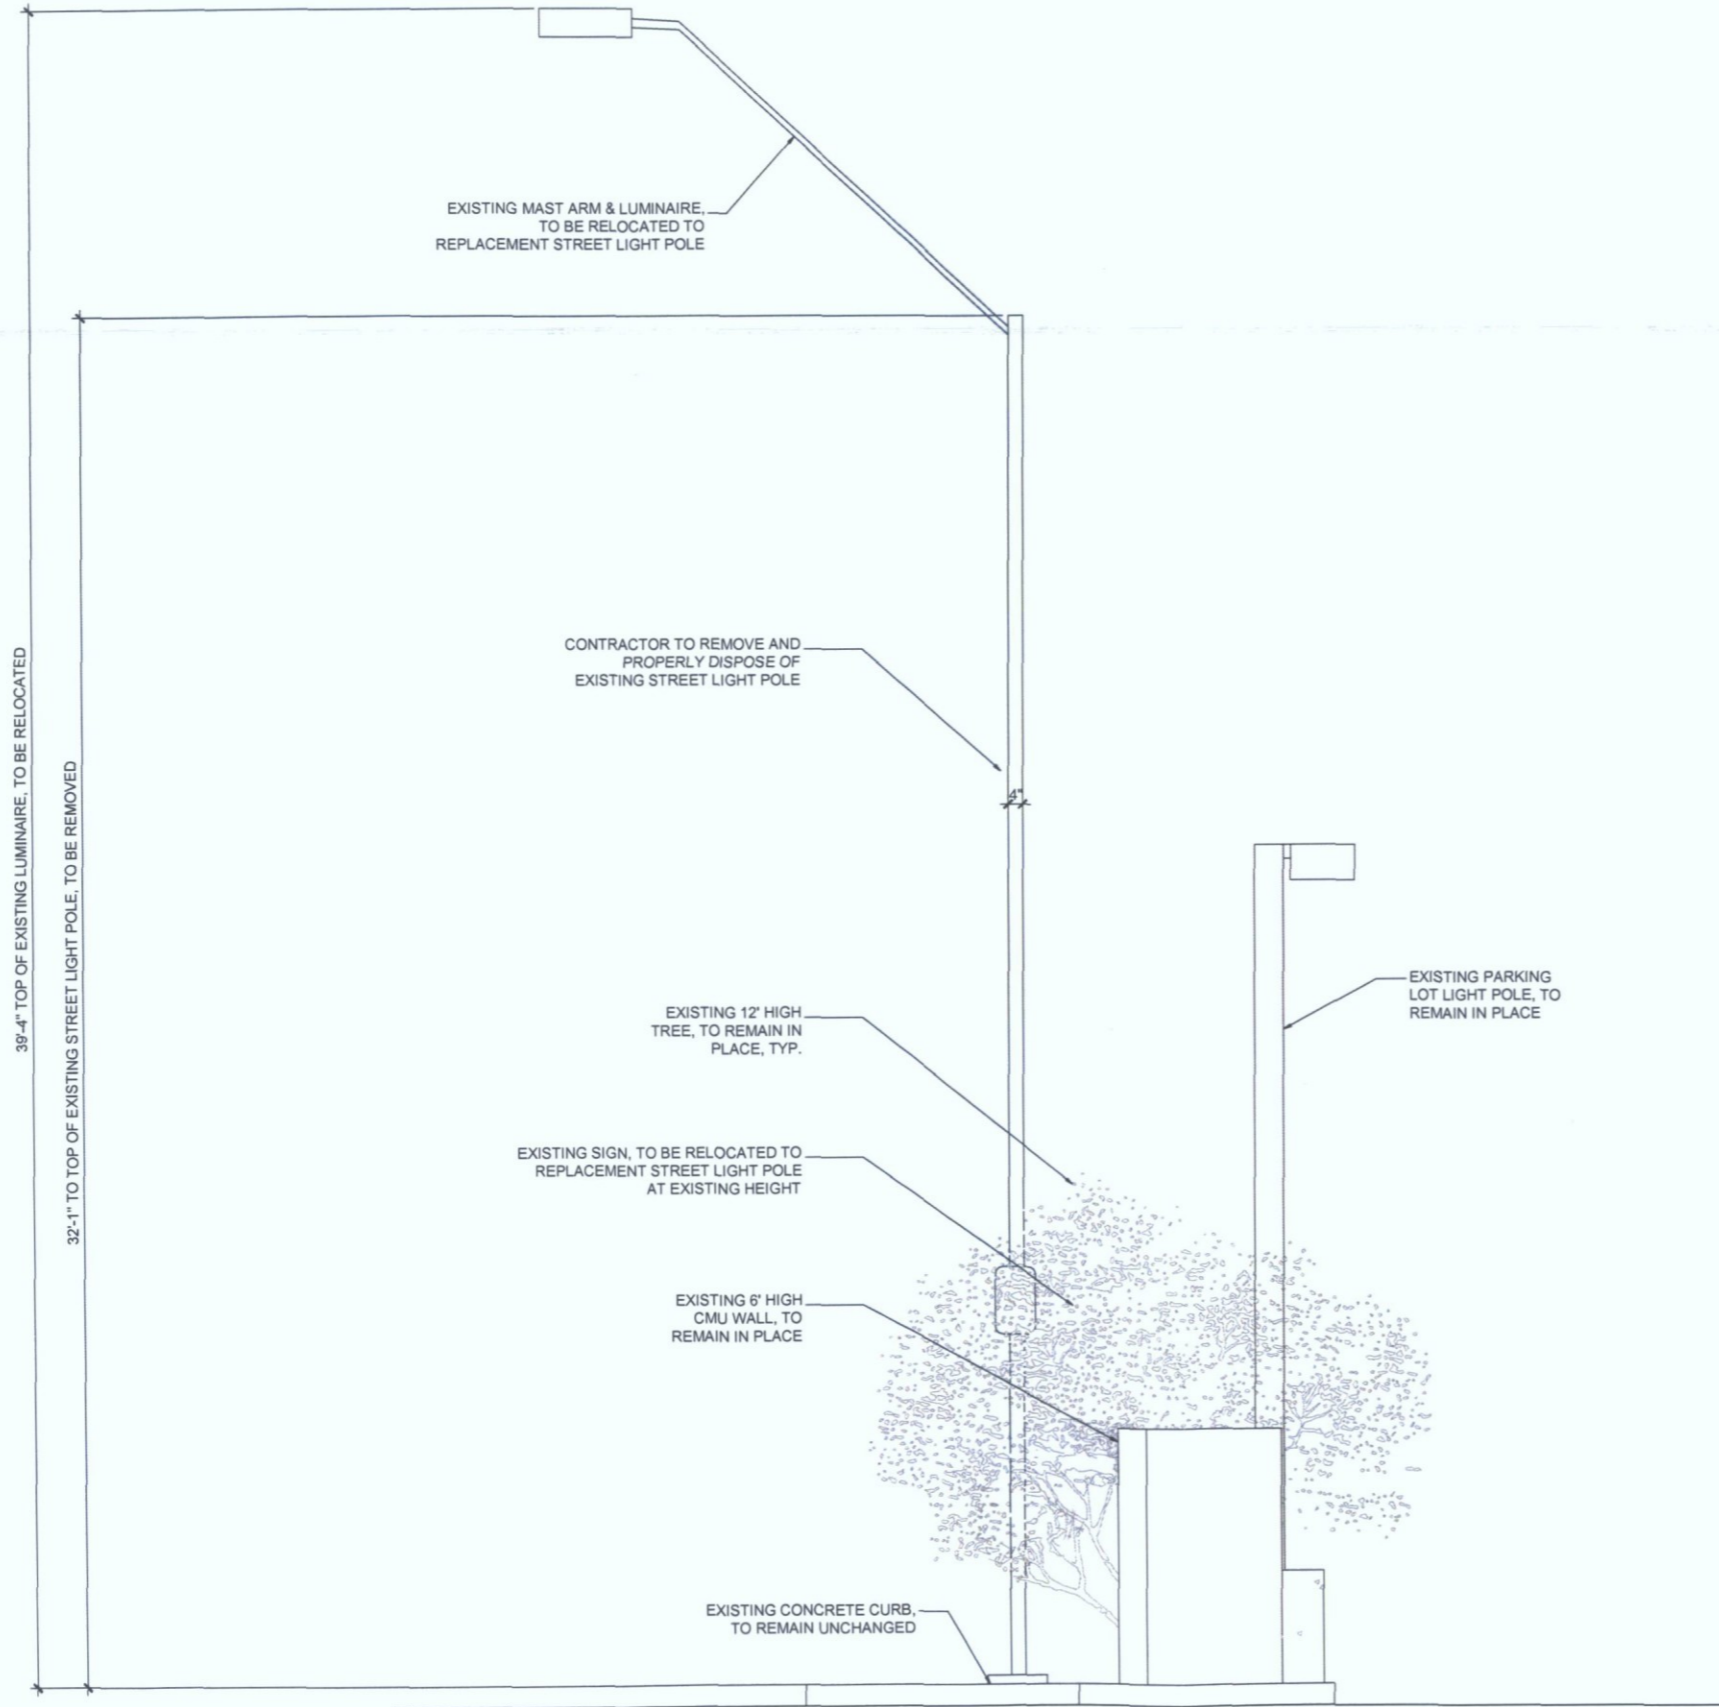 EXISTING MAST ARM & LUMINAIRE,
TO BE RELOCATED TO
REPLACEMENT STREET LIGHT POLE
39'-4" TOP OF EXISTING LUMINAIRE, TO BE RELOCATED
32'-1" TO TOP OF EXISTING STREET LIGHT POLE, TO BE REMOVED
CONTRACTOR TO REMOVE AND
PROPERLY DISPOSE OF
EXISTING STREET LIGHT POLE
4"
EXISTING PARKING
LOT LIGHT POLE, TO
REMAIN IN PLACE
EXISTING 12' HIGH
TREE, TO REMAIN IN
PLACE, TYP.
EXISTING SIGN, TO BE RELOCATED TO
REPLACEMENT STREET LIGHT POLE
AT EXISTING HEIGHT
EXISTING 6' HIGH
CMU WALL, TO
REMAIN IN PLACE
EXISTING CONCRETE CURB,
TO REMAIN UNCHANGED